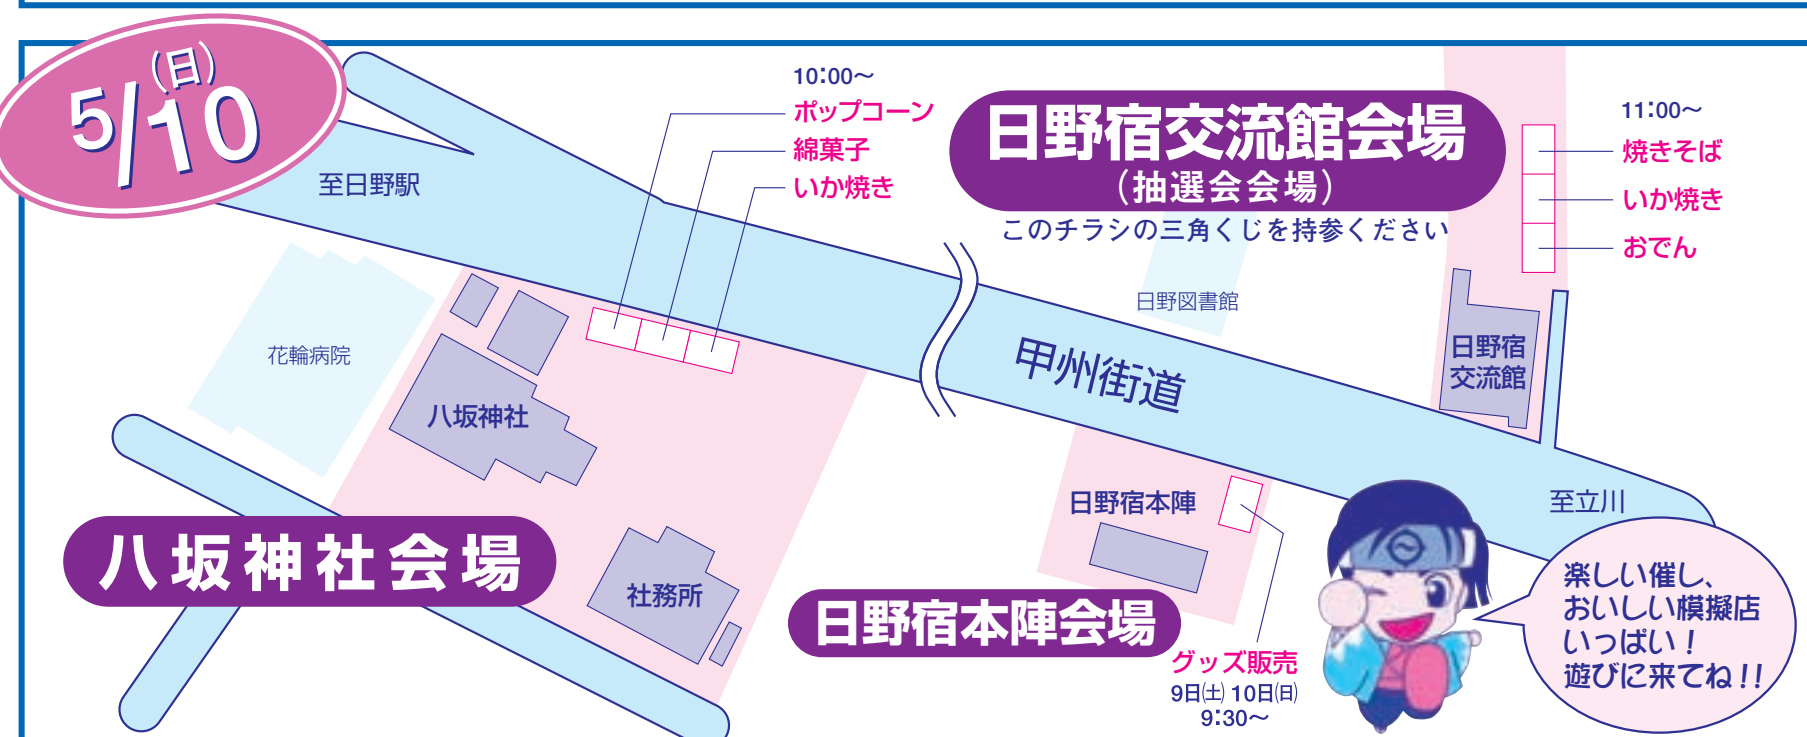 5/10
(日)
至日野駅
10:00~
ポップコーン
綿菓子
いか焼き
日野宿交流館会場
(抽選会会場)
このチラシの三角くじを持参ください
11:00~
焼きそば
いか焼き
おでん
日野図書館
日野宿
交流館
甲州街道
花輪病院
八坂神社
八坂神社会場
社務所
日野宿本陣
日野宿本陣会場
グッズ販売
9日(土) 10日(日)
9:30~
至立川
楽しい催し、
おいしい模擬店
いっぱい!
遊びに来てね!!